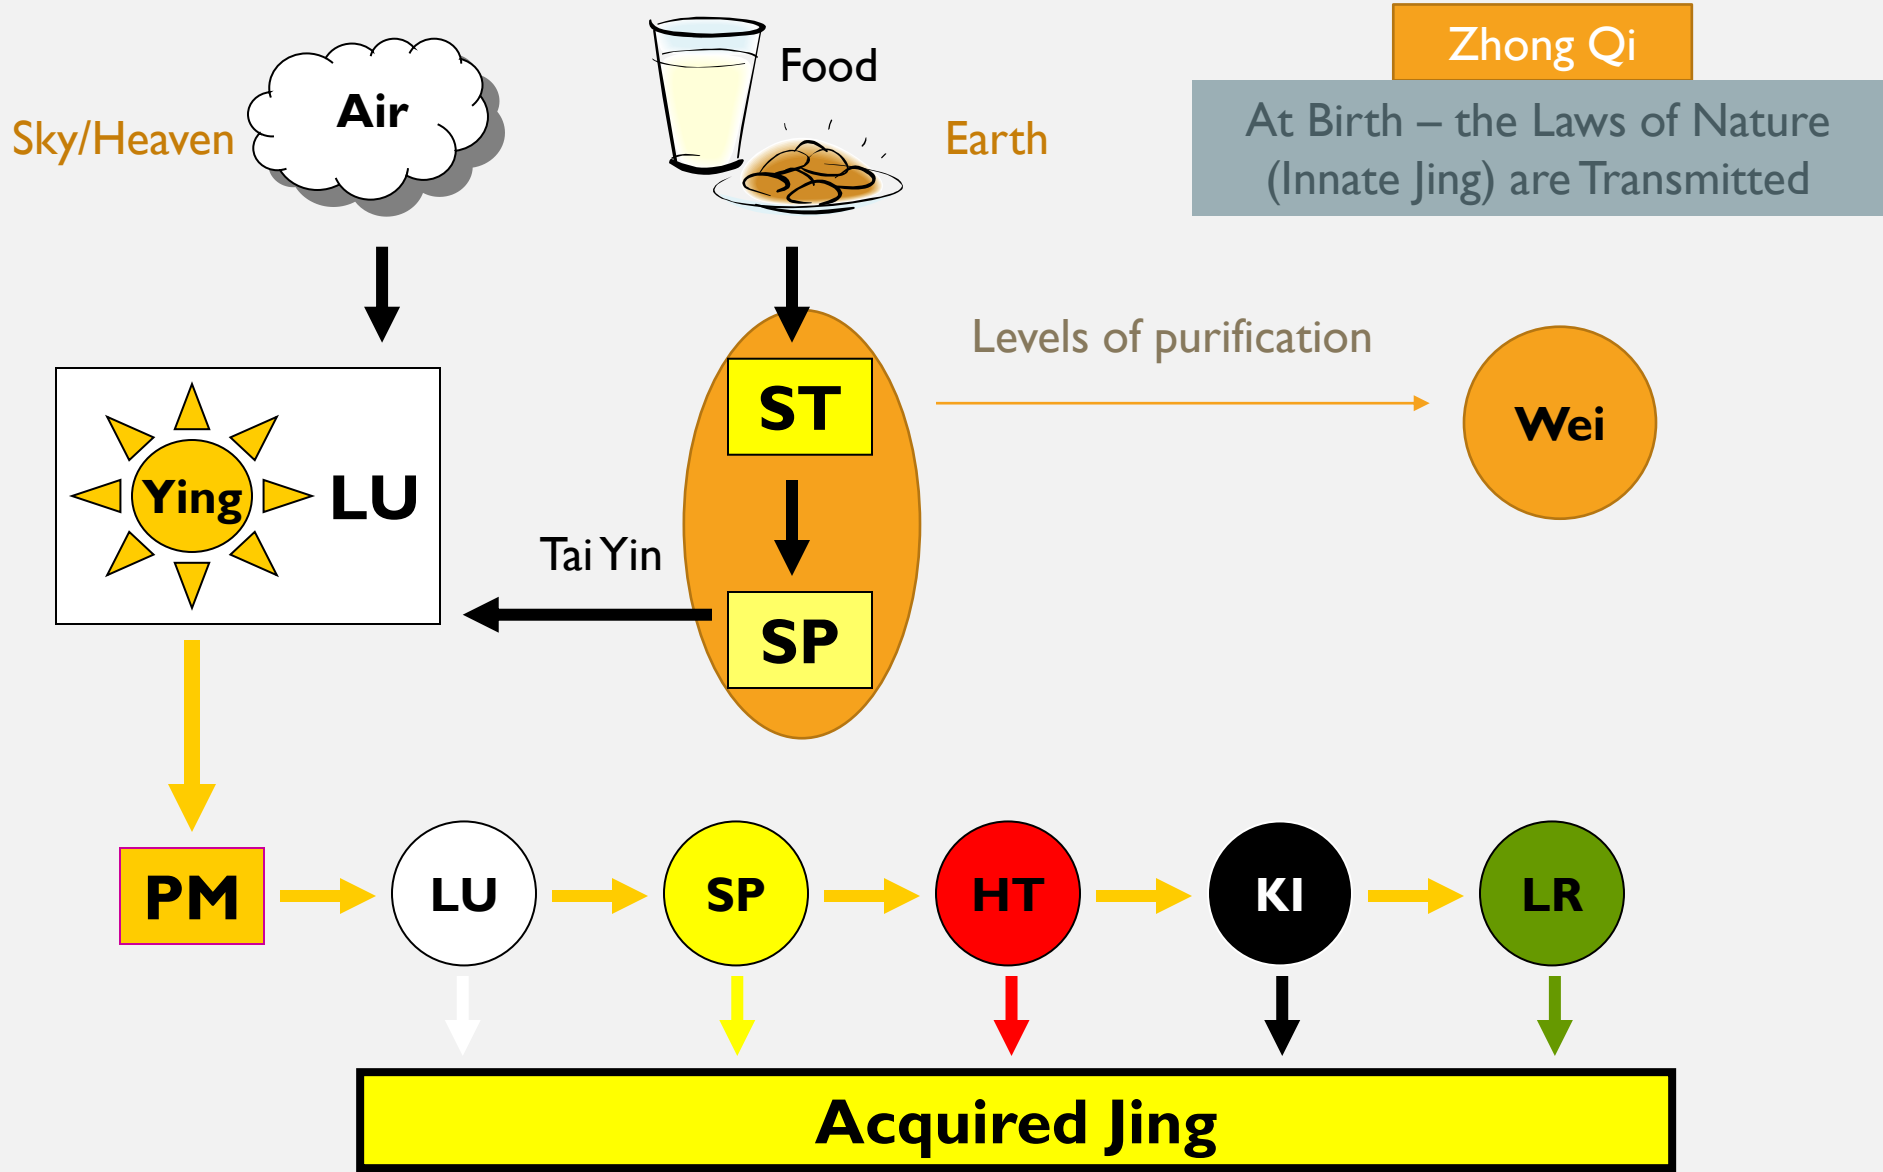 Zhong Qi
At Birth – the Laws of Nature
(Innate Jing) are Transmitted
Sky/Heaven
Air
Food
Earth
Levels of purification
ST
Wei
Ying
LU
Tai Yin
SP
PM
LU
SP
HT
KI
LR
Acquired Jing